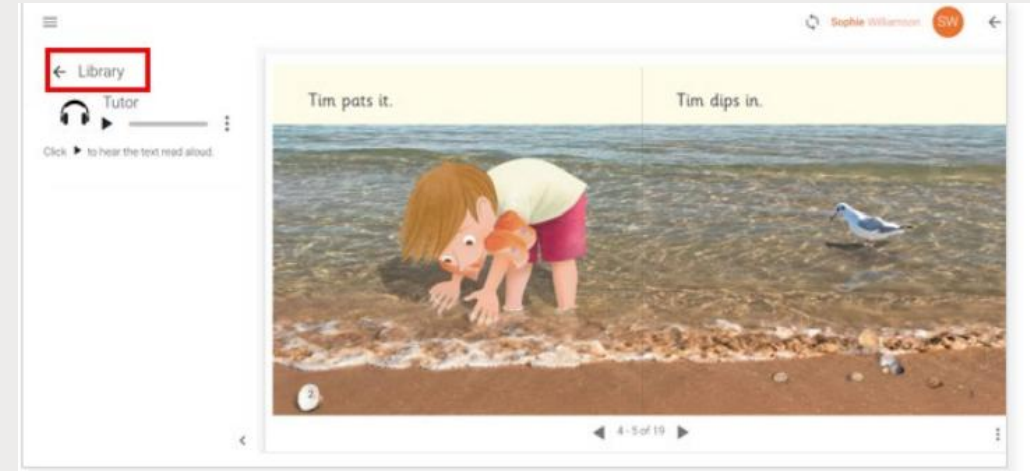 Sophie Williamson SW
Library
Tutor
Click ▶ to hear the text read aloud.
Tim pats it.
Tim dips in.
2
4 - 5 of 19